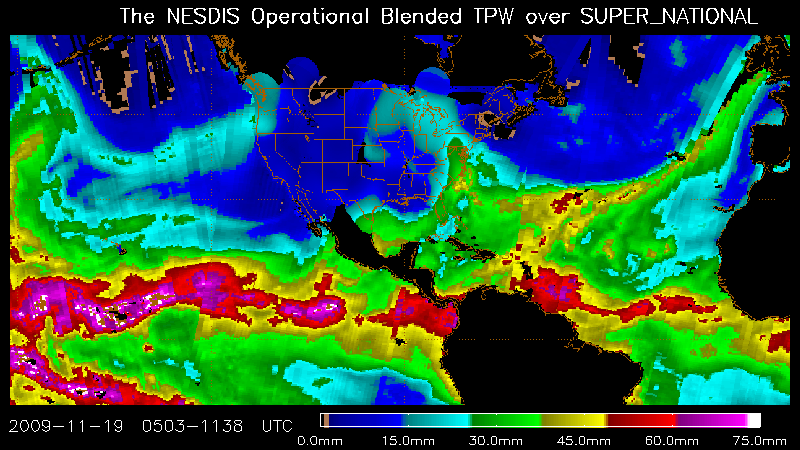 The NESDIS Operational Blended TPW over SUPER_NATIONAL
2009-11-19 0503-1138 UTC
0.0mm 15.0mm 30.0mm 45.0mm 60.0mm 75.0mm